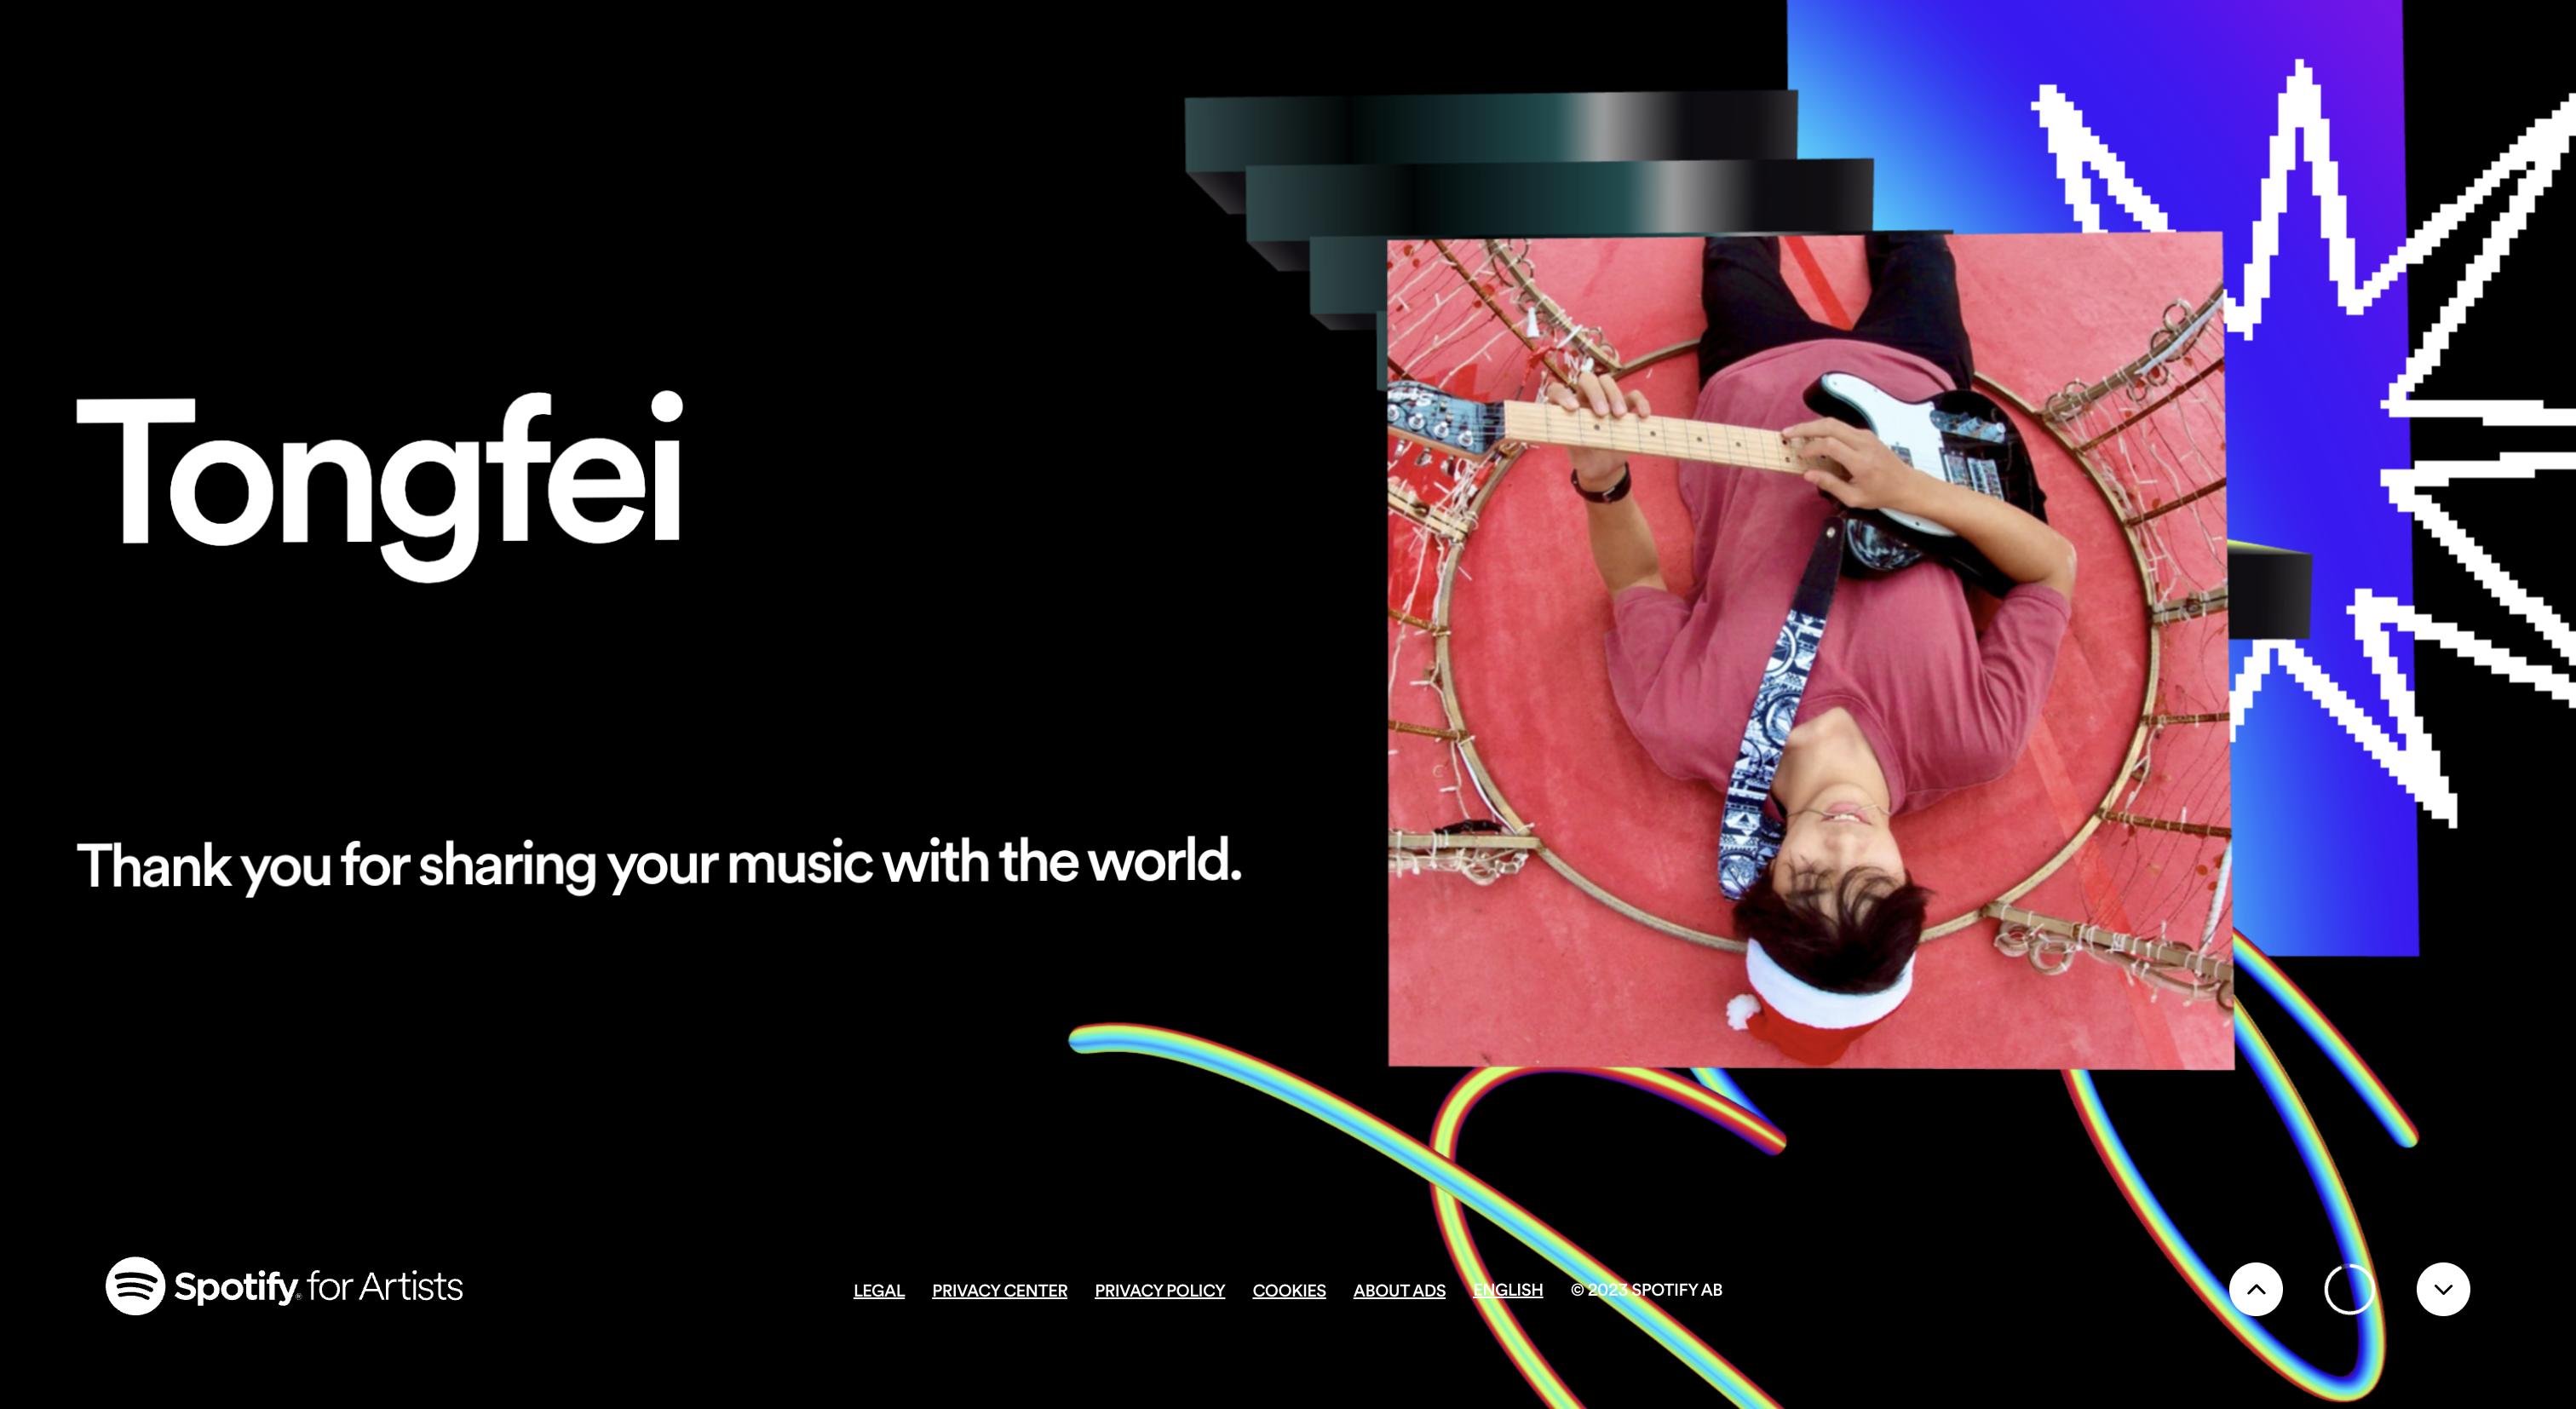 Tongfei
Thank you for sharing your music with the world.
Spotify® for Artists
LEGAL PRIVACY CENTER PRIVACY POLICY COOKIES ABOUT ADS ENGLISH © 2023 SPOTIFY AB